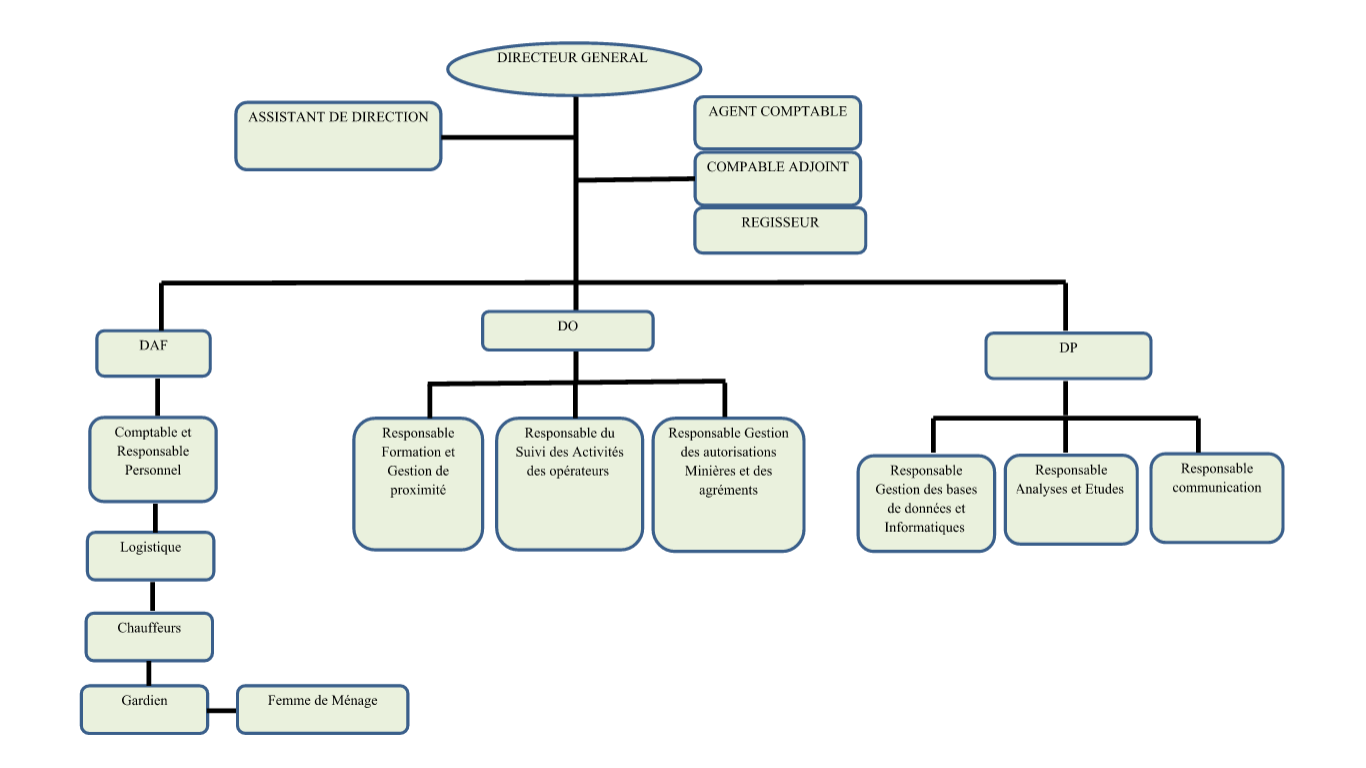 DIRECTEUR GENERAL
ASSISTANT DE DIRECTION
AGENT COMPTABLE
COMPABLE ADJOINT
REGISSEUR
DAF
DO
DP
Comptable et
Responsable
Personnel
Logistique
Chauffeurs
Gardien
Femme de Ménage
Responsable
Formation et
Gestion de
proximité
Responsable du
Suivi des Activités
des opérateurs
Responsable Gestion
des autorisations
Minières et des
agréments
Responsable
Gestion des bases
de données et
Informatiques
Responsable
Analyses et Etudes
Responsable
communication